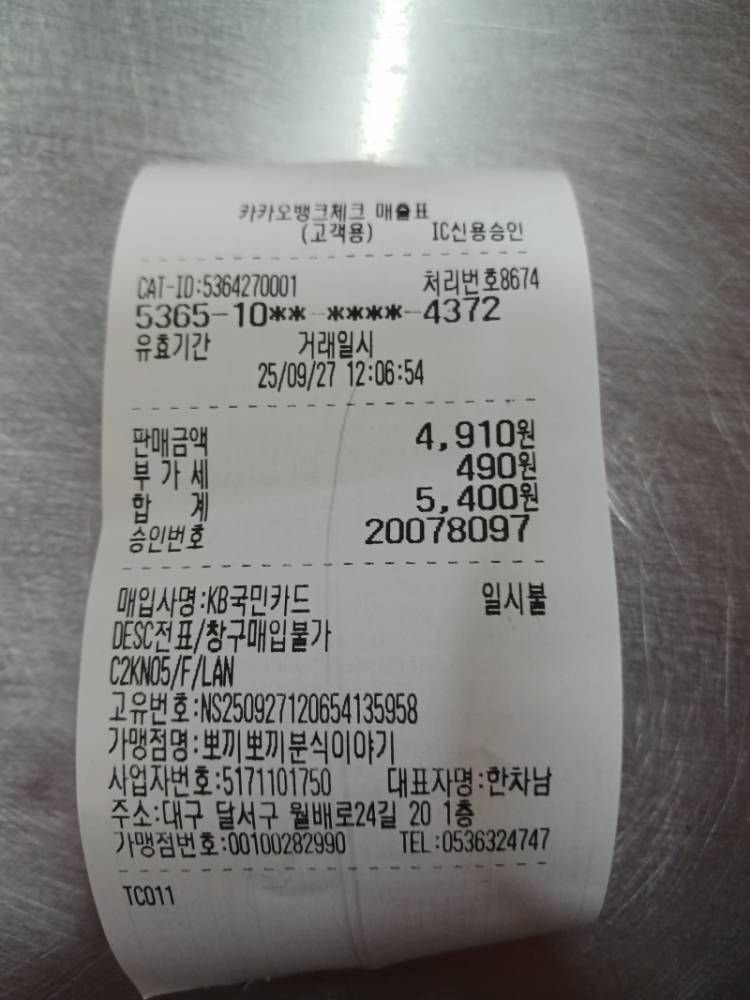 카카오뱅크체크 매출표
(고객용) IC신용승인
CAT-ID:5364270001 처리번호8674
5365-10**-****-4372
유효기간 거래일시
25/09/27 12:06:54
판매금액 4,910원
부가세 490원
합 계 5,400원
승인번호 20078097
매입사명:KB국민카드 일시불
DESC전표/창구매입불가
C2KN05/F/LAN
고유번호:NS250927120654135958
가맹점명:뽀끼뽀끼분식이야기
사업자번호:5171101750 대표자명:한차남
주소:대구 달서구 월배로24길 20 1층
가맹점번호:00100282990 TEL:0536324747
TC011